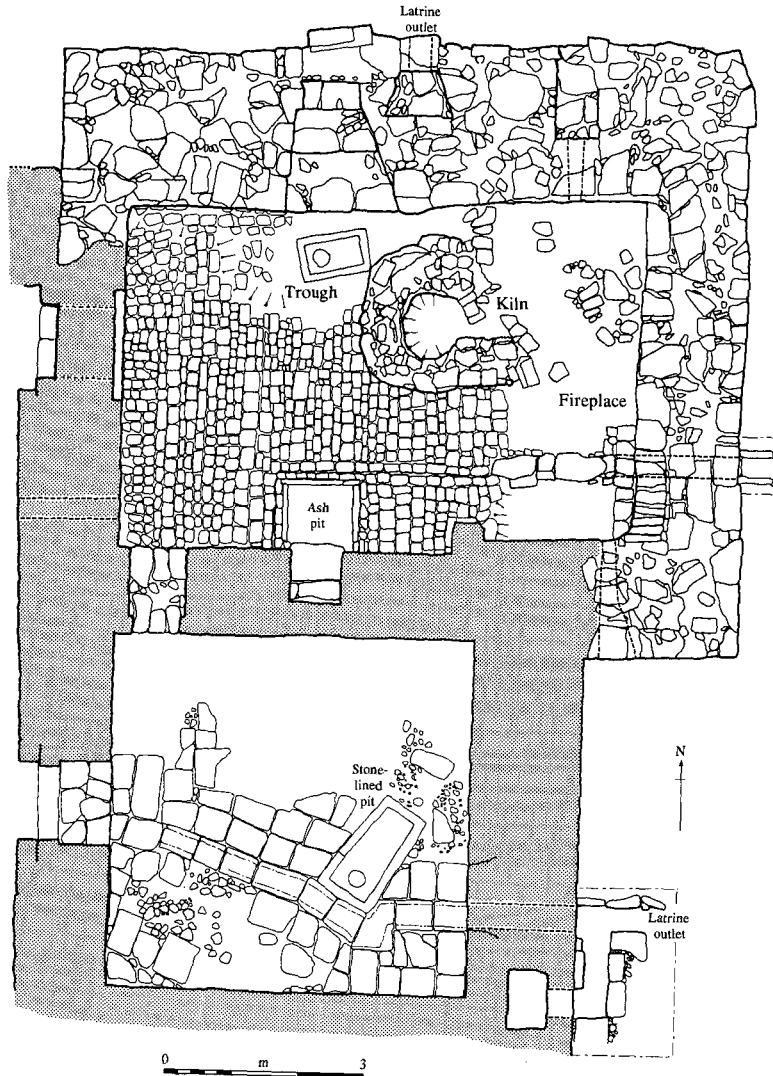 Latrine
outlet
Trough
Kiln
Fireplace
Ash
pit
Stone-
lined
pit
N
Latrine
outlet
0 m 3